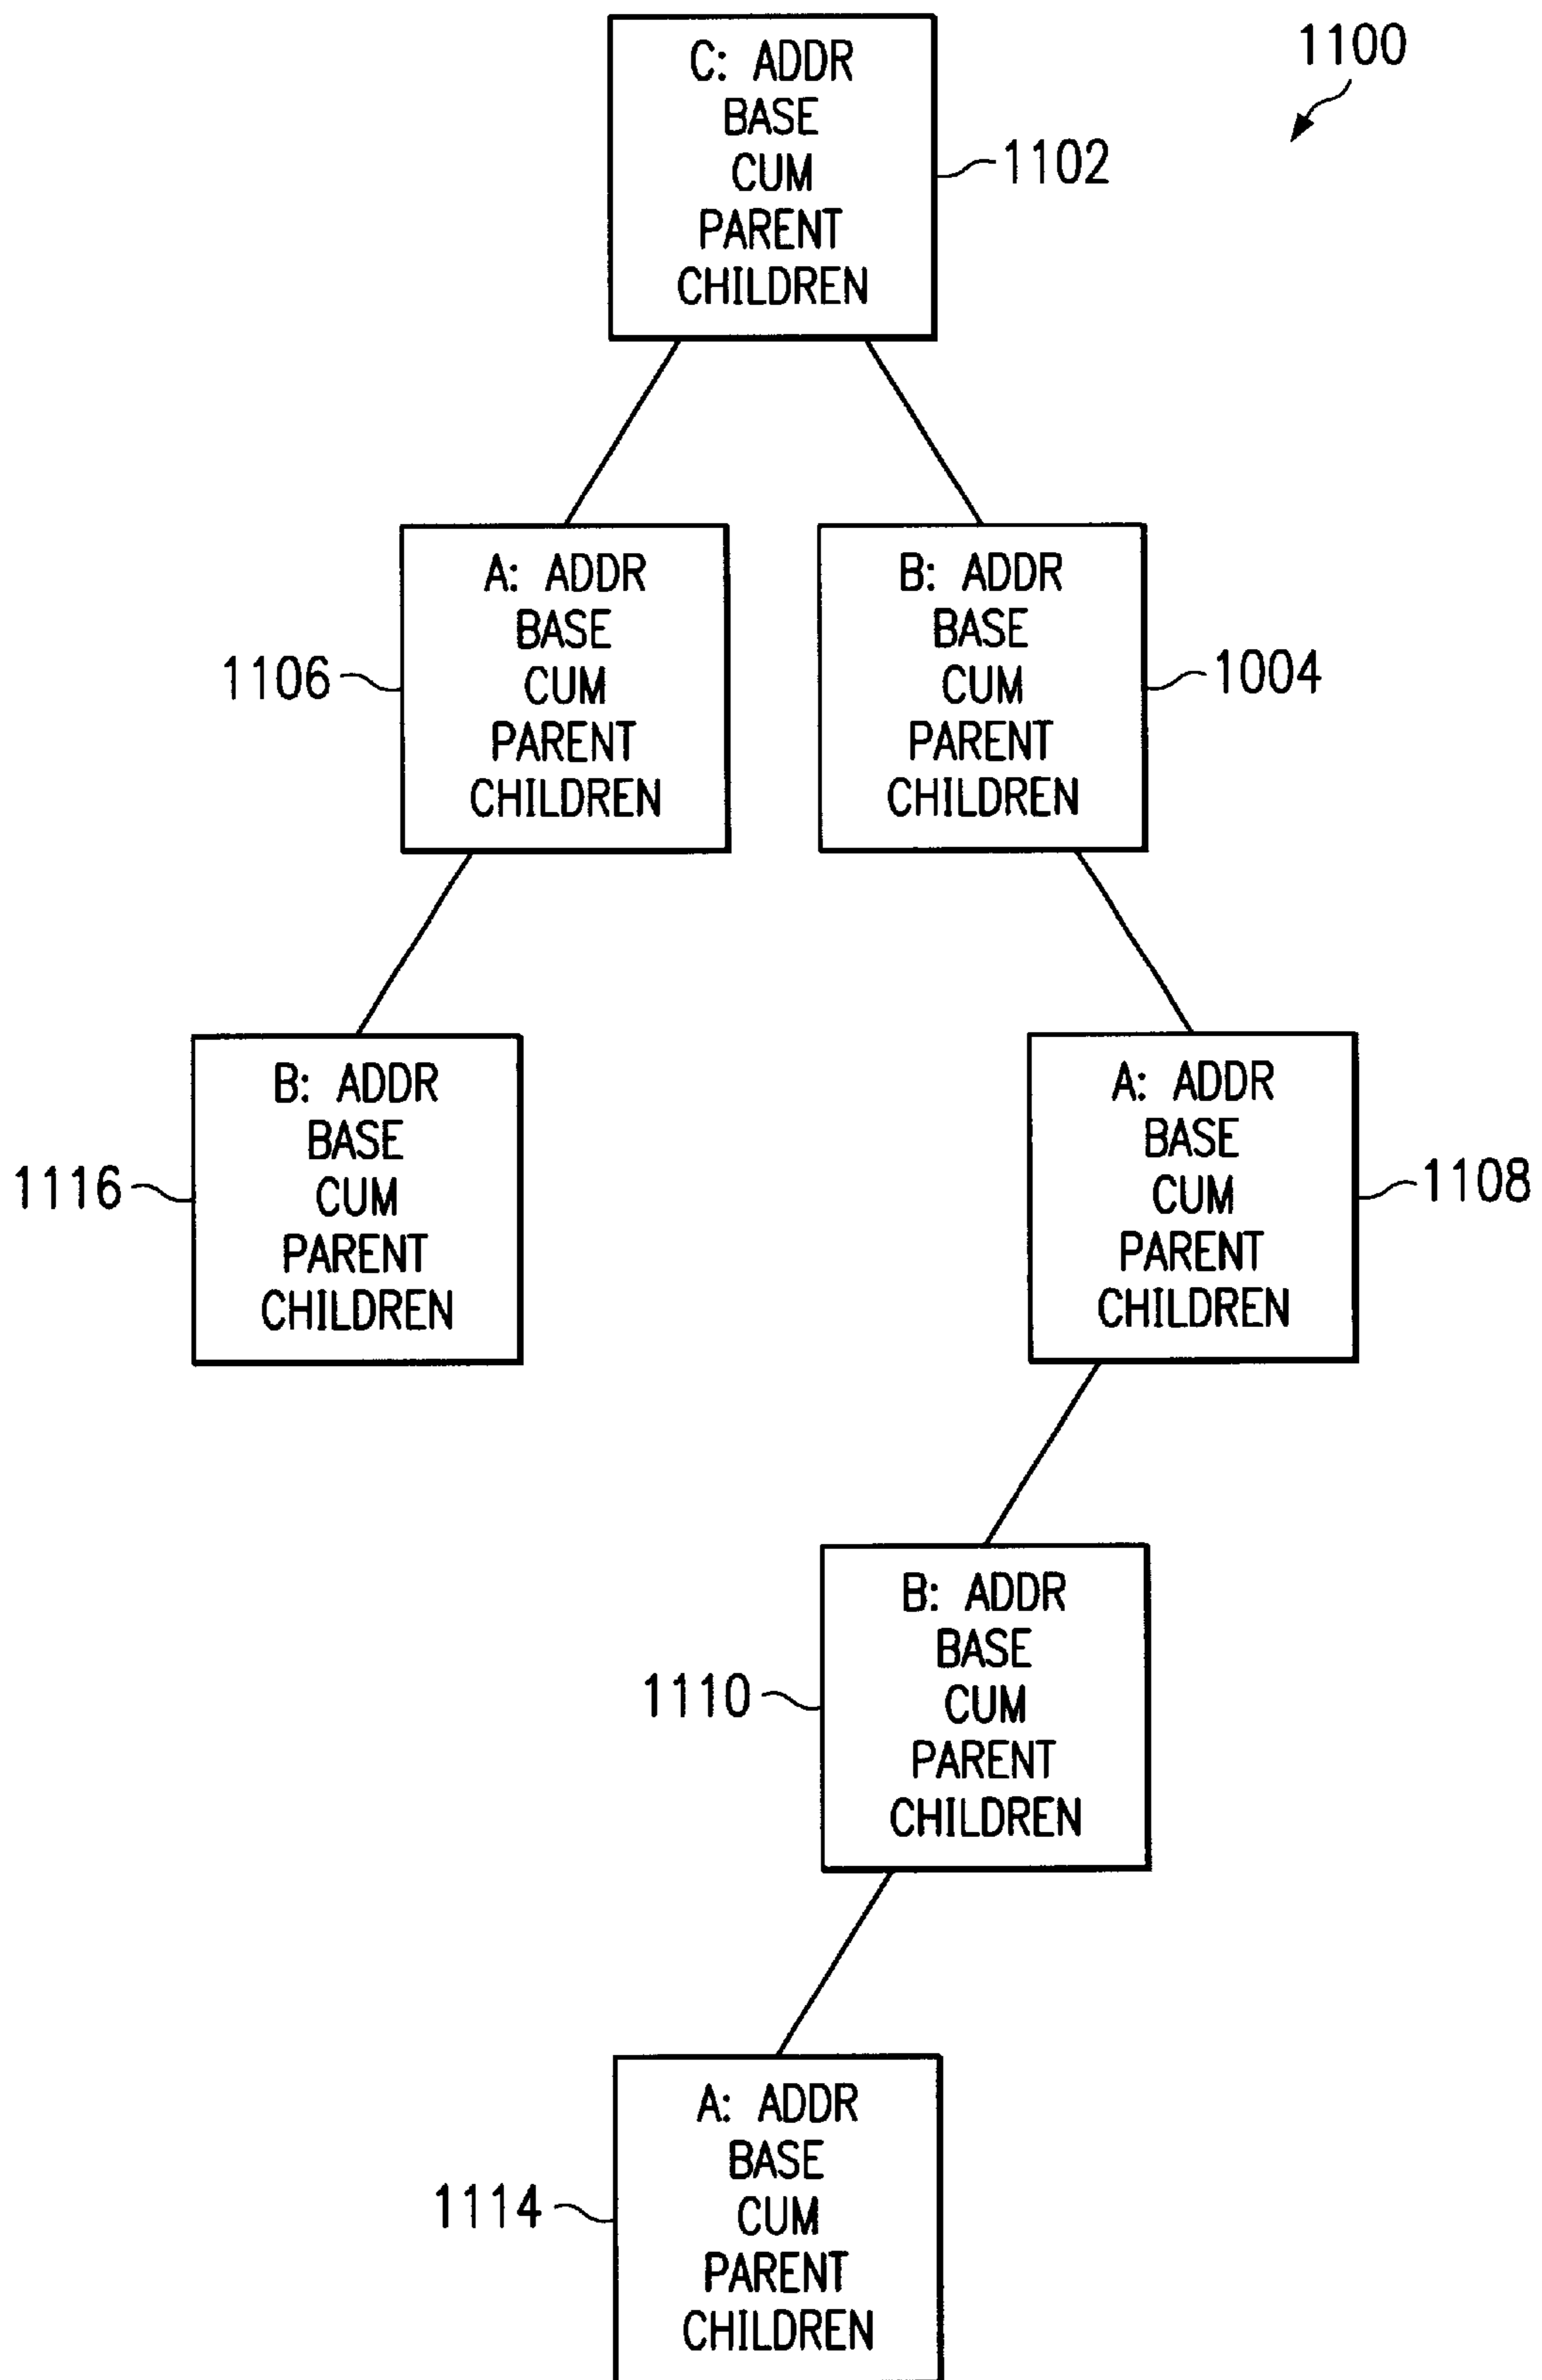 1100
C: ADDR
BASE
CUM
PARENT
CHILDREN
1102
A: ADDR
BASE
CUM
PARENT
CHILDREN
1106
B: ADDR
BASE
CUM
PARENT
CHILDREN
1004
B: ADDR
BASE
CUM
PARENT
CHILDREN
1116
A: ADDR
BASE
CUM
PARENT
CHILDREN
1108
B: ADDR
BASE
CUM
PARENT
CHILDREN
1110
A: ADDR
BASE
CUM
PARENT
CHILDREN
1114